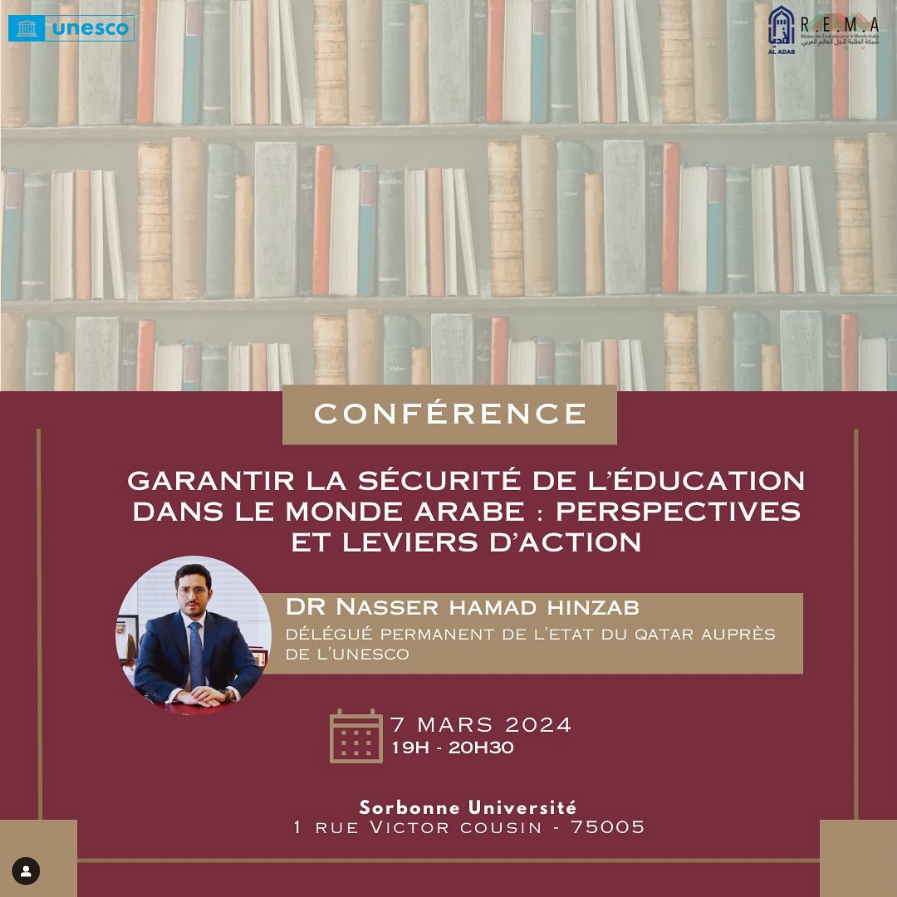 unesco
R.E.M.A
AL ADAB
CONFÉRENCE
GARANTIR LA SÉCURITÉ DE L'ÉDUCATION
DANS LE MONDE ARABE : PERSPECTIVES
ET LEVIERS D'ACTION
DR NASSER HAMAD HINZAB
DÉLÉGUÉ PERMANENT DE L'ETAT DU QATAR AUPRÈS
DE L'UNESCO
7 MARS 2024
19H - 20H30
Sorbonne Université
1 RUE VICTOR COUSIN - 75005